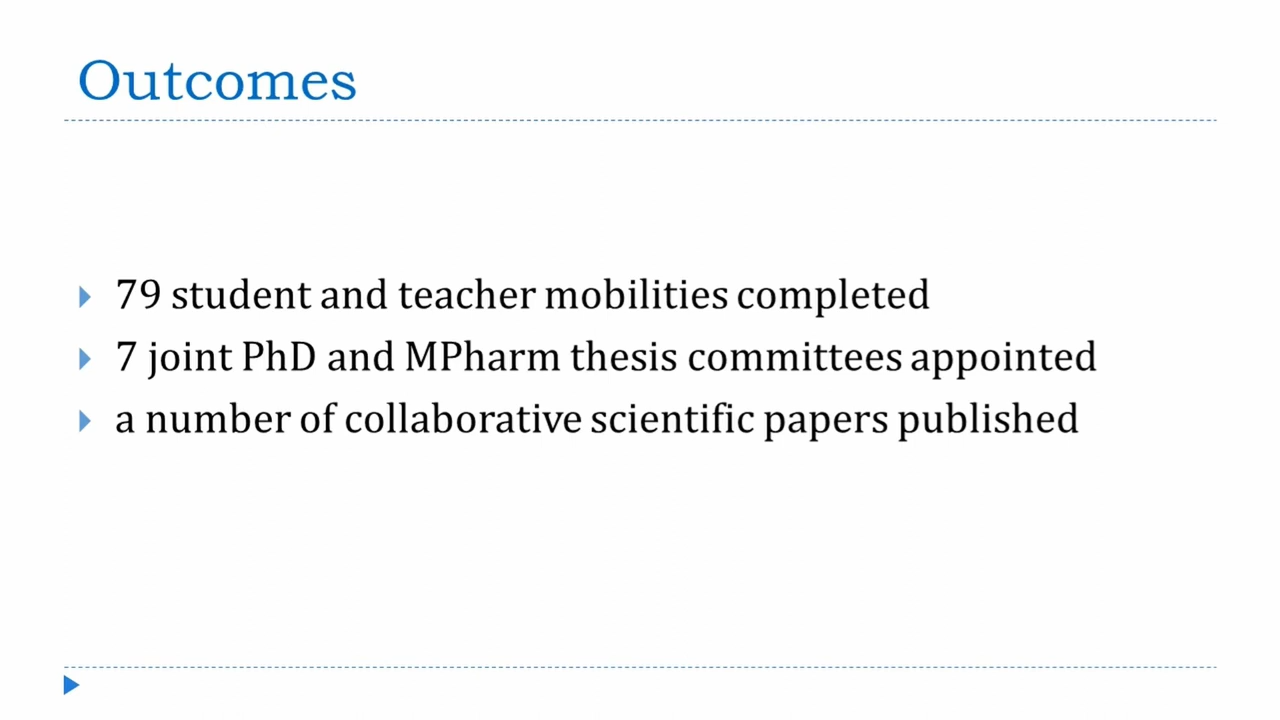 Outcomes
79 student and teacher mobilities completed
7 joint PhD and MPharm thesis committees appointed
a number of collaborative scientific papers published